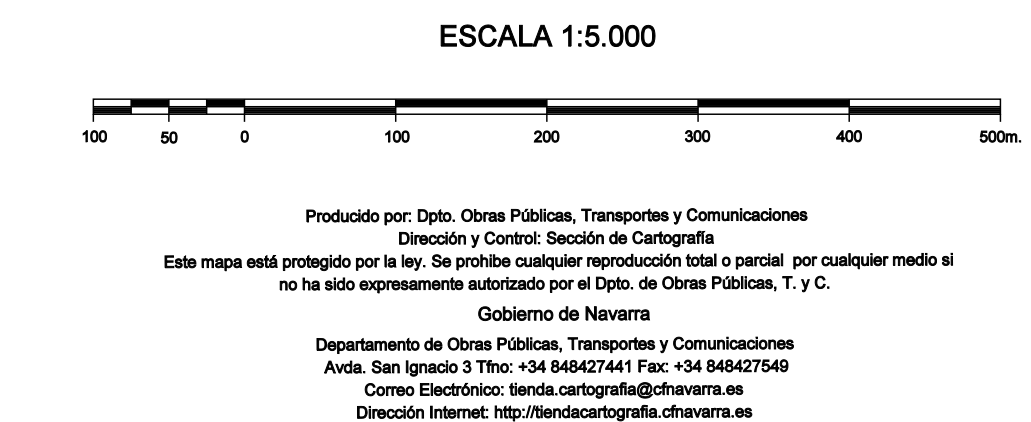 ESCALA 1:5.000
100 50 0 100 200 300 400 500m.
Producido por: Dpto. Obras Públicas, Transportes y Comunicaciones
Dirección y Control: Sección de Cartografía
Este mapa está protegido por la ley. Se prohibe cualquier reproducción total o parcial por cualquier medio si
no ha sido expresamente autorizado por el Dpto. de Obras Públicas, T. y C.
Gobierno de Navarra
Departamento de Obras Públicas, Transportes y Comunicaciones
Avda. San Ignacio 3 Tfno: +34 848427441 Fax: +34 848427549
Correo Electrónico: tienda.cartografia@cfnavarra.es
Dirección Internet: http://tiendacartografia.cfnavarra.es